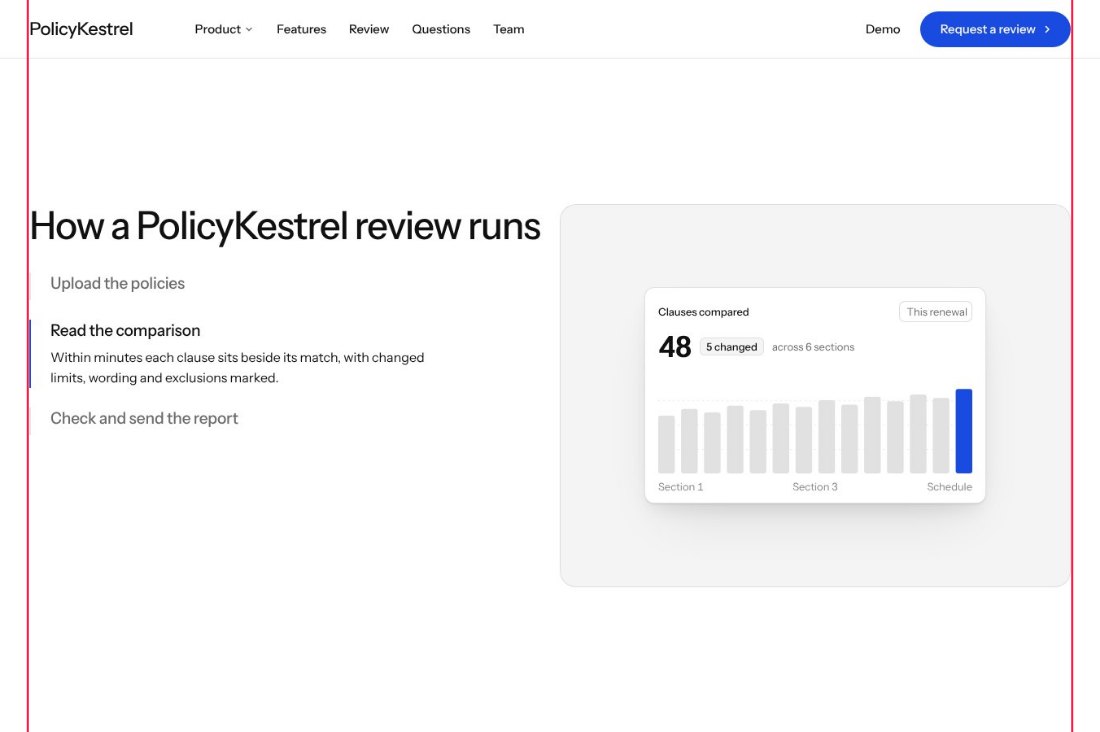 PolicyKestrel
Product
Features
Review
Questions
Team
Demo
Request a review
How a PolicyKestrel review runs
Upload the policies
Read the comparison
Within minutes each clause sits beside its match, with changed
limits, wording and exclusions marked.
Check and send the report
Clauses compared
This renewal
48
5 changed
across 6 sections
Section 1
Section 3
Schedule